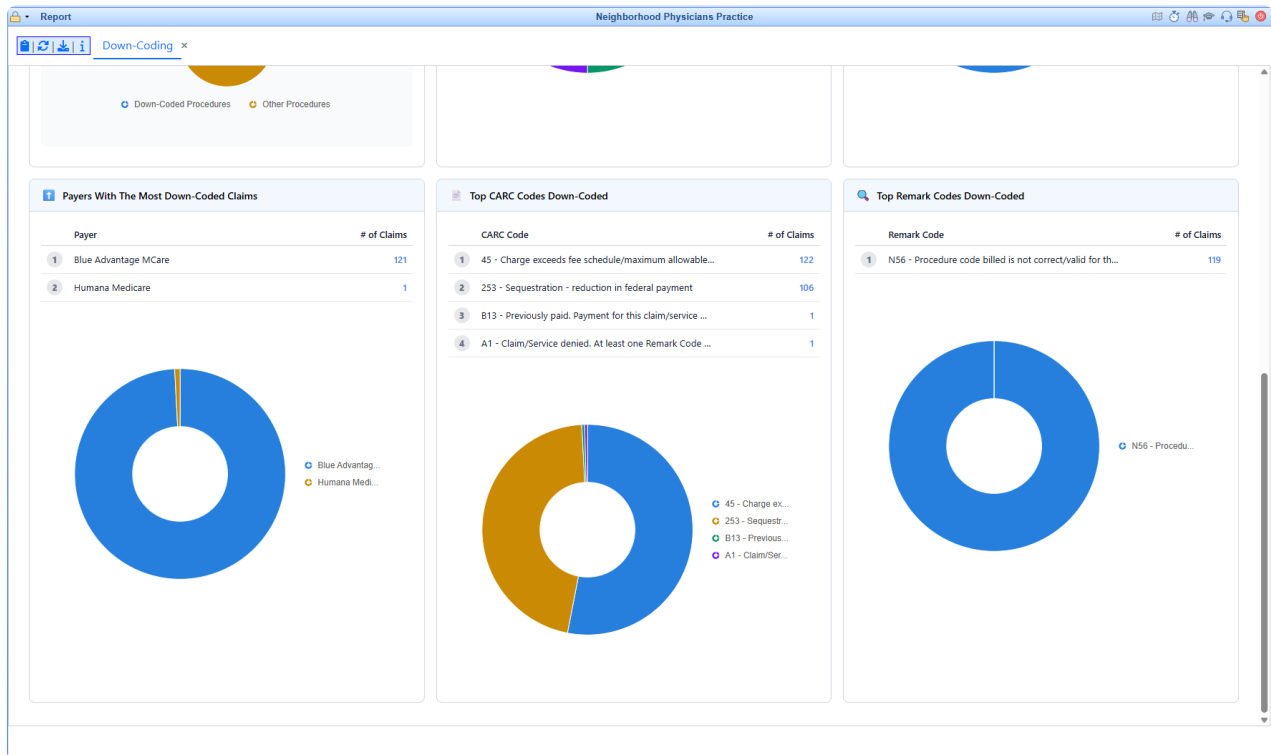 Report
Neighborhood Physicians Practice
Down-Coding ×
Down-Coded Procedures Other Procedures
Payers With The Most Down-Coded Claims
Payer # of Claims
1 Blue Advantage MCare 121
2 Humana Medicare 1
Blue Advantag...
Humana Medi...
Top CARC Codes Down-Coded
CARC Code # of Claims
1 45 - Charge exceeds fee schedule/maximum allowable... 122
2 253 - Sequestration - reduction in federal payment 106
3 B13 - Previously paid. Payment for this claim/service ... 1
4 A1 - Claim/Service denied. At least one Remark Code ... 1
45 - Charge ex...
253 - Sequestr...
B13 - Previous...
A1 - Claim/Ser...
Top Remark Codes Down-Coded
Remark Code # of Claims
1 N56 - Procedure code billed is not correct/valid for th... 119
N56 - Procedu...